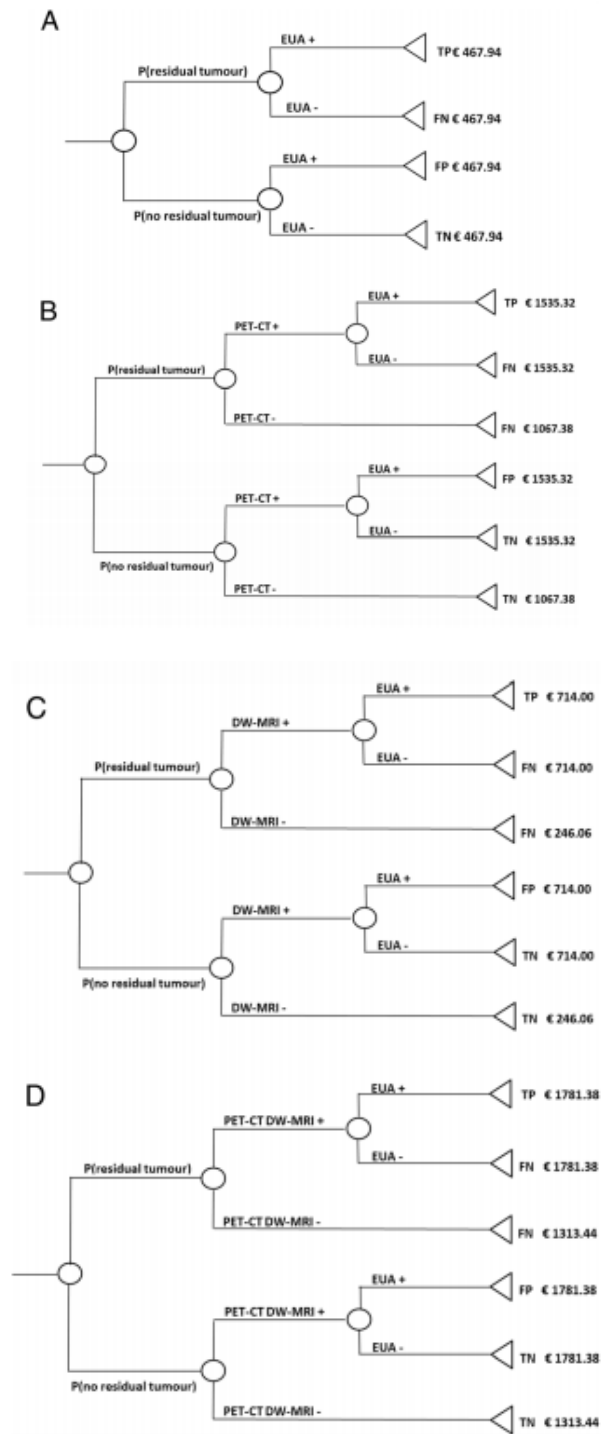 A
EUA +
TP € 467.94
P(residual tumour)
EUA -
FN € 467.94
EUA +
FP € 467.94
P(no residual tumour)
EUA -
TN € 467.94
B
EUA +
TP € 1535.32
PET-CT +
EUA -
FN € 1535.32
P(residual tumour)
PET-CT -
FN € 1067.38
EUA +
FP € 1535.32
PET-CT +
EUA -
TN € 1535.32
P(no residual tumour)
PET-CT -
TN € 1067.38
C
EUA +
TP € 714.00
DW-MRI +
EUA -
FN € 714.00
P(residual tumour)
DW-MRI -
FN € 246.06
EUA +
FP € 714.00
DW-MRI +
EUA -
TN € 714.00
P(no residual tumour)
DW-MRI -
TN € 246.06
D
EUA +
TP € 1781.38
PET-CT DW-MRI +
EUA -
FN € 1781.38
P(residual tumour)
PET-CT DW-MRI -
FN € 1313.44
EUA +
FP € 1781.38
PET-CT DW-MRI +
EUA -
TN € 1781.38
P(no residual tumour)
PET-CT DW-MRI -
TN € 1313.44